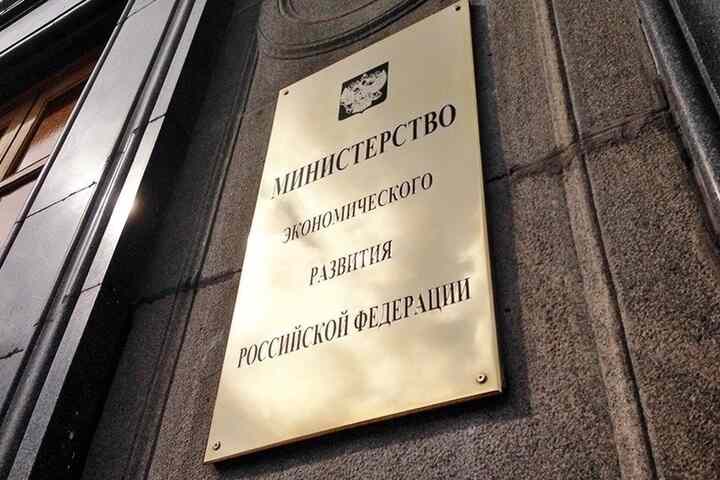 МИНИСТЕРСТВО
ЭКОНОМИЧЕСКОГО
РАЗВИТИЯ
РОССИЙСКОЙ ФЕДЕРАЦИИ